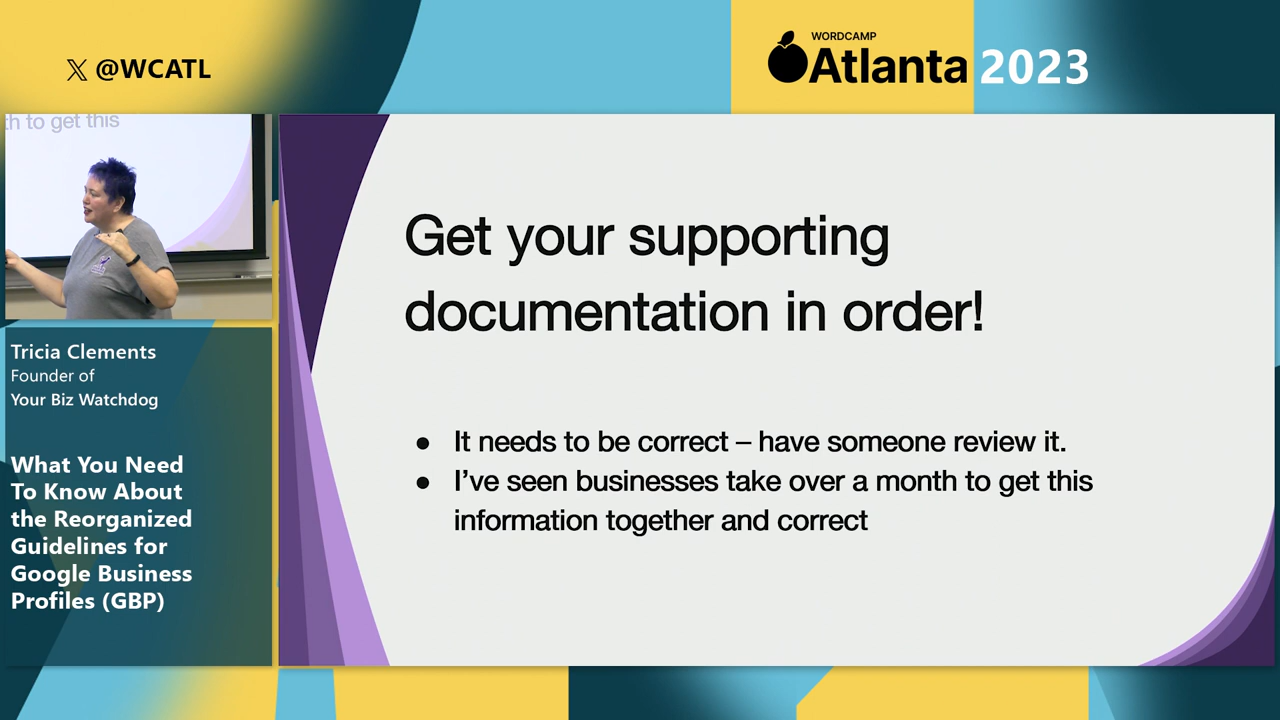 𝕏 @WCATL
WORDCAMP
Atlanta 2023
th to get this
Tricia Clements
Founder of
Your Biz Watchdog
What You Need
To Know About
the Reorganized
Guidelines for
Google Business
Profiles (GBP)
Get your supporting
documentation in order!
● It needs to be correct – have someone review it.
● I’ve seen businesses take over a month to get this
information together and correct